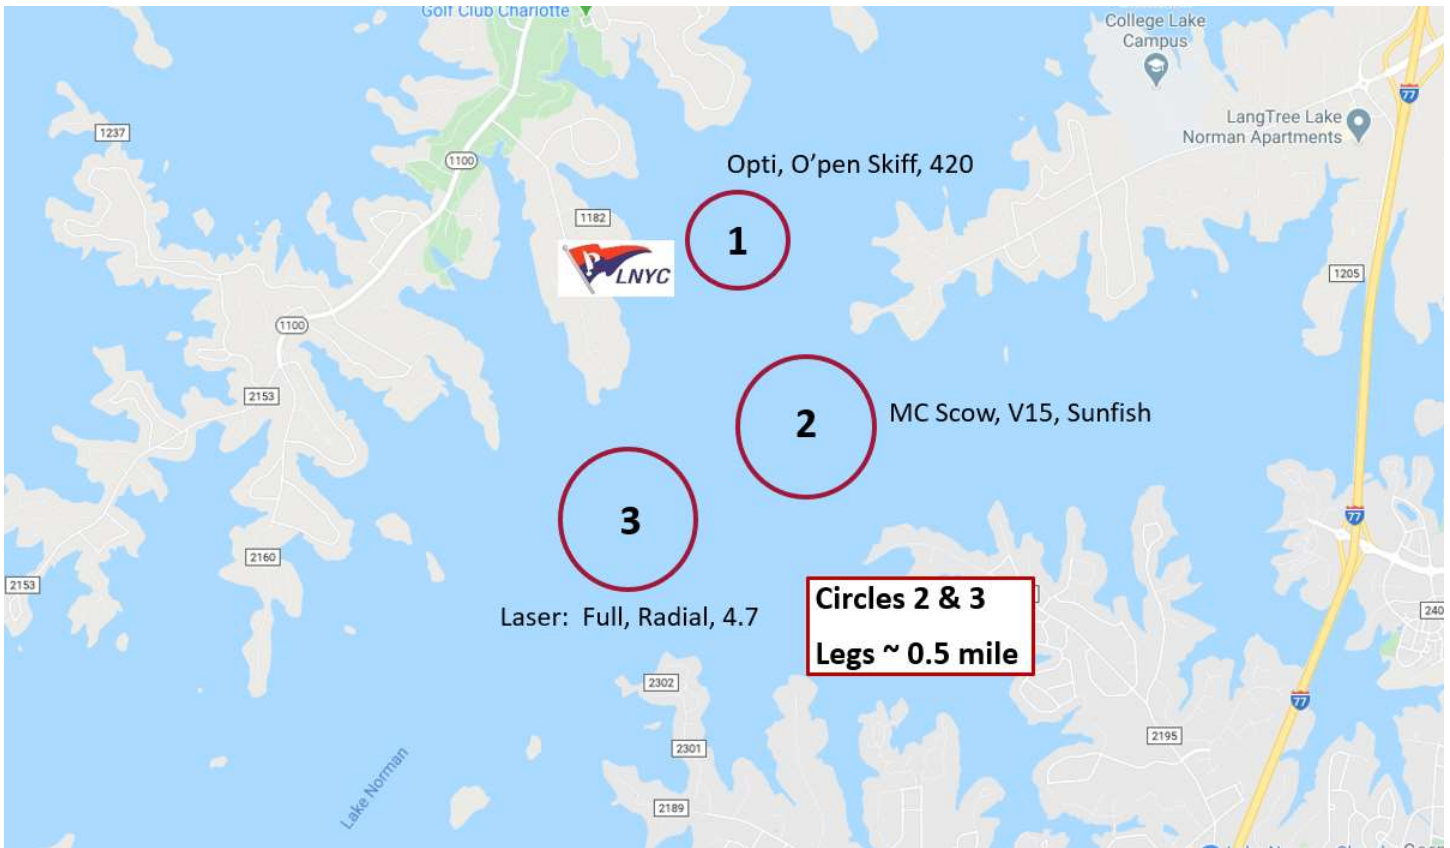 Golf Club Charlotte
College Lake
Campus
77
LangTree Lake
Norman Apartments
1237
1100
Opti, O'pen Skiff, 420
1182
1
LNYC
1205
1100
2153
2
MC Scow, V15, Sunfish
3
77
2160
2153
Circles 2 & 3
Legs ~ 0.5 mile
240
Laser:  Full, Radial, 4.7
2302
77
2301
2195
Lake Norman
2189